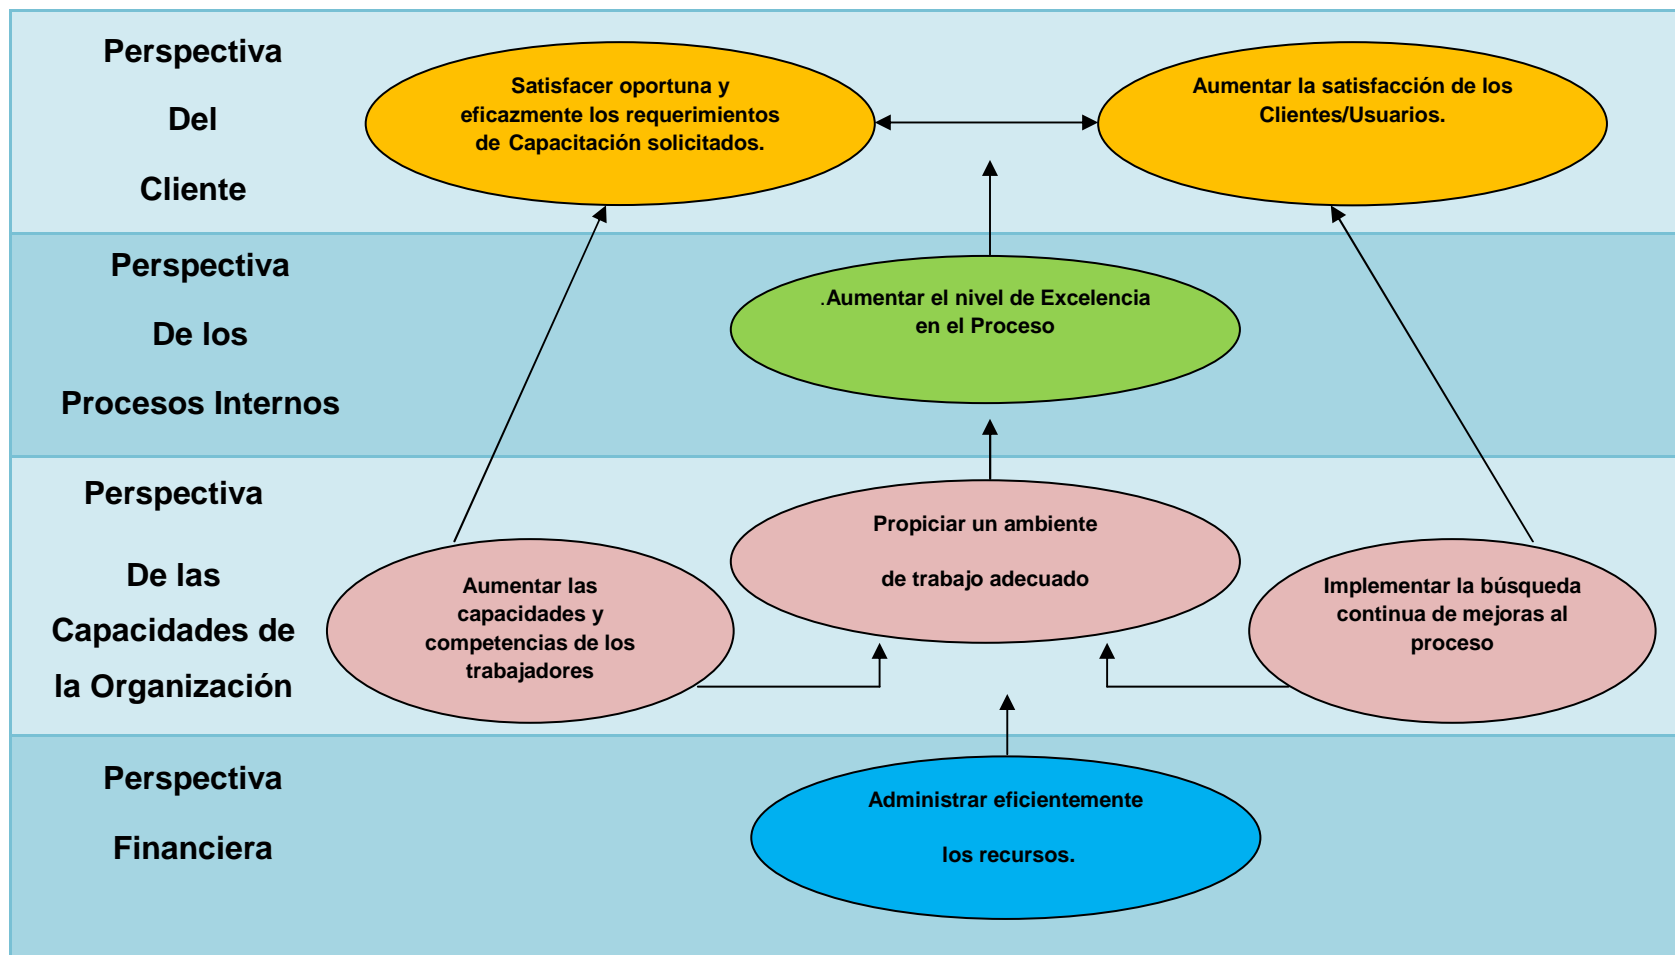 Perspectiva
Del
Cliente
Satisfacer oportuna y
eficazmente los requerimientos
de Capacitación solicitados.
Aumentar la satisfacción de los
Clientes/Usuarios.
Perspectiva
De los
Procesos Internos
.Aumentar el nivel de Excelencia
en el Proceso
Perspectiva
De las
Capacidades de
la Organización
Aumentar las
capacidades y
competencias de los
trabajadores
Propiciar un ambiente
de trabajo adecuado
Implementar la búsqueda
continua de mejoras al
proceso
Perspectiva
Financiera
Administrar eficientemente
los recursos.